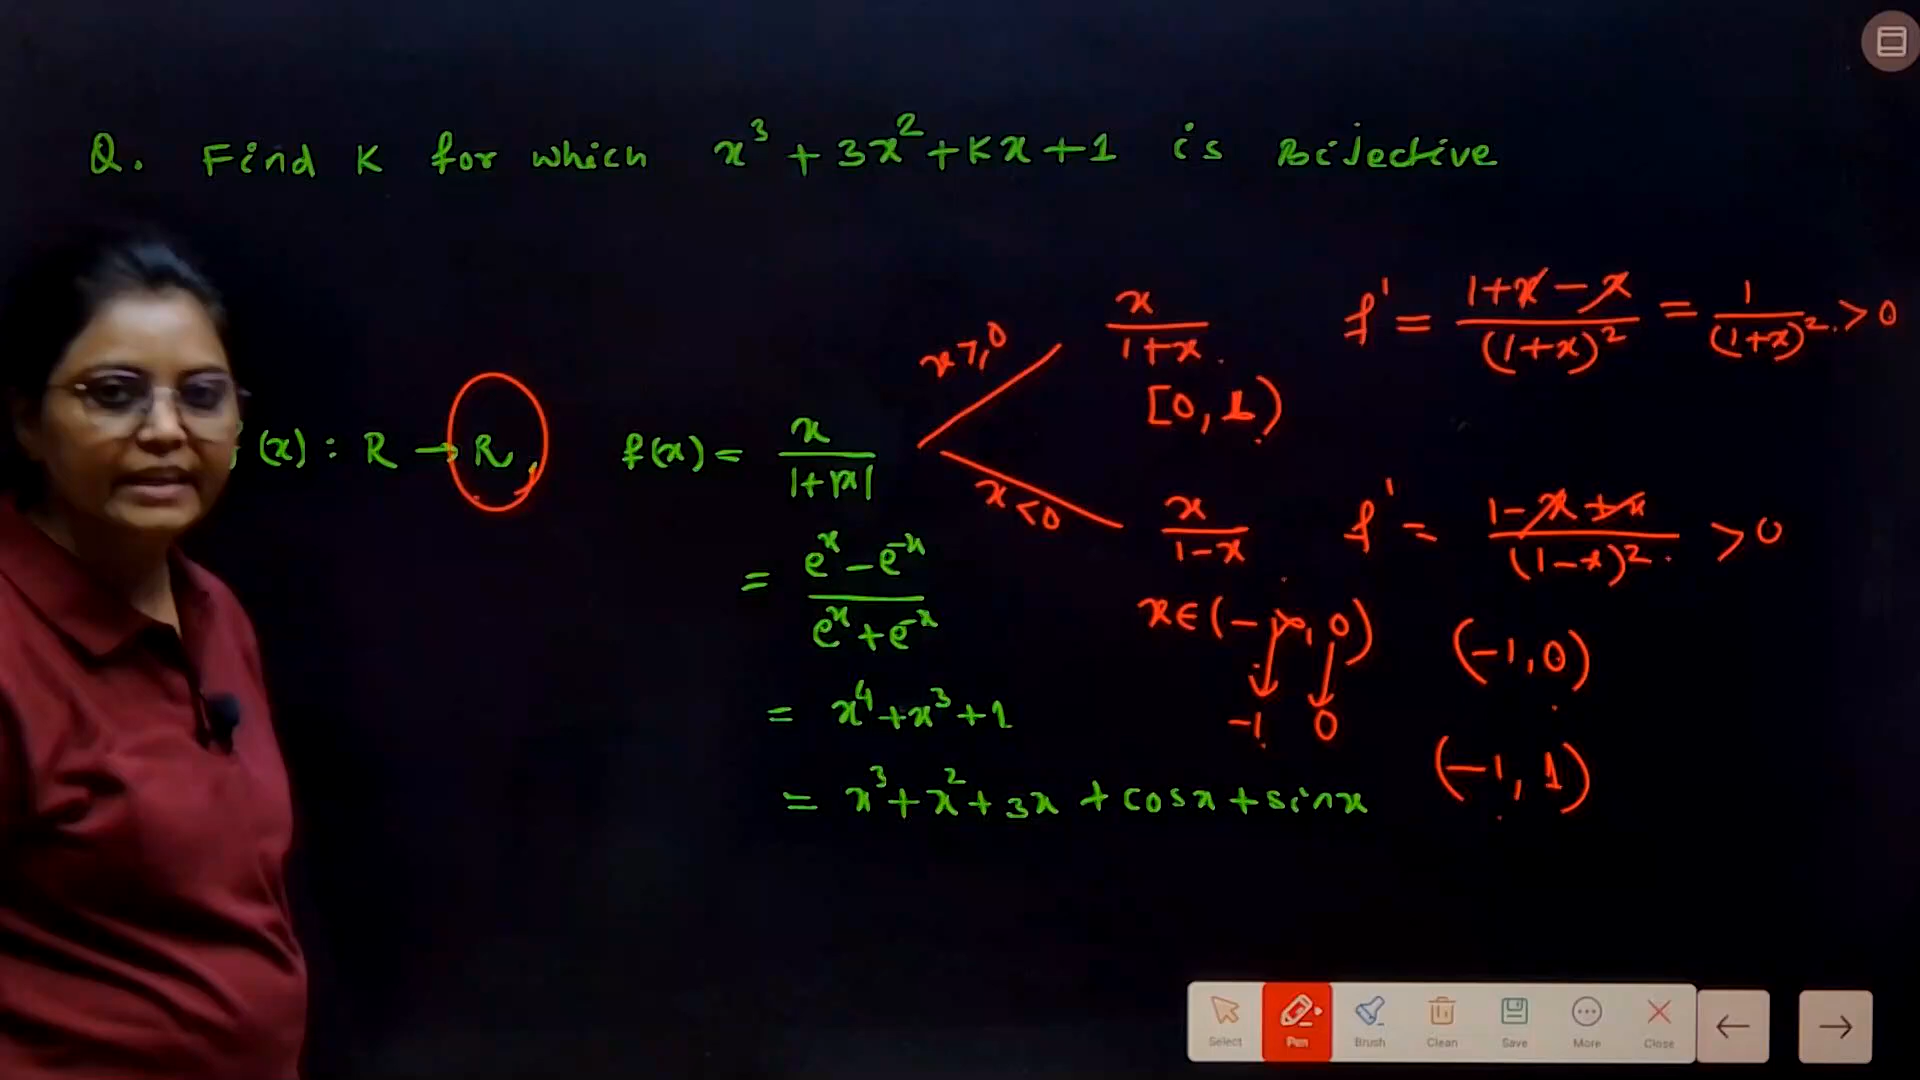 Q. Find K for which x³ + 3x² + Kx + 1 is Bijective
x ≥ 0
x/(1+x)
f' = (1+x-x)/(1+x)² = 1/(1+x)² > 0
[0, 1)
(x) : R → R, f(x) = x/(1+|x|)
x < 0
x/(1-x)
f' = (1-x+x)/(1-x)² > 0
= (eˣ - e⁻ˣ)/(eˣ + e⁻ˣ)
x ∈ (-∞, 0)
(-1, 0)
-1 0
= x⁴ + x³ + 1
(-1, 1)
= x³ + x² + 3x + cosx + sinx
Select Pen Brush Clean Save More Close